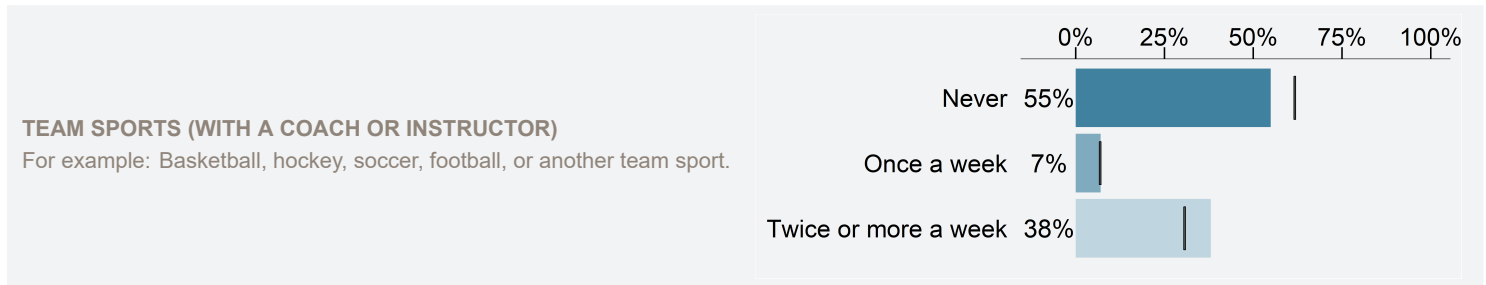 TEAM SPORTS (WITH A COACH OR INSTRUCTOR)
For example: Basketball, hockey, soccer, football, or another team sport.
0% 25% 50% 75% 100%
Never 55%
Once a week 7%
Twice or more a week 38%